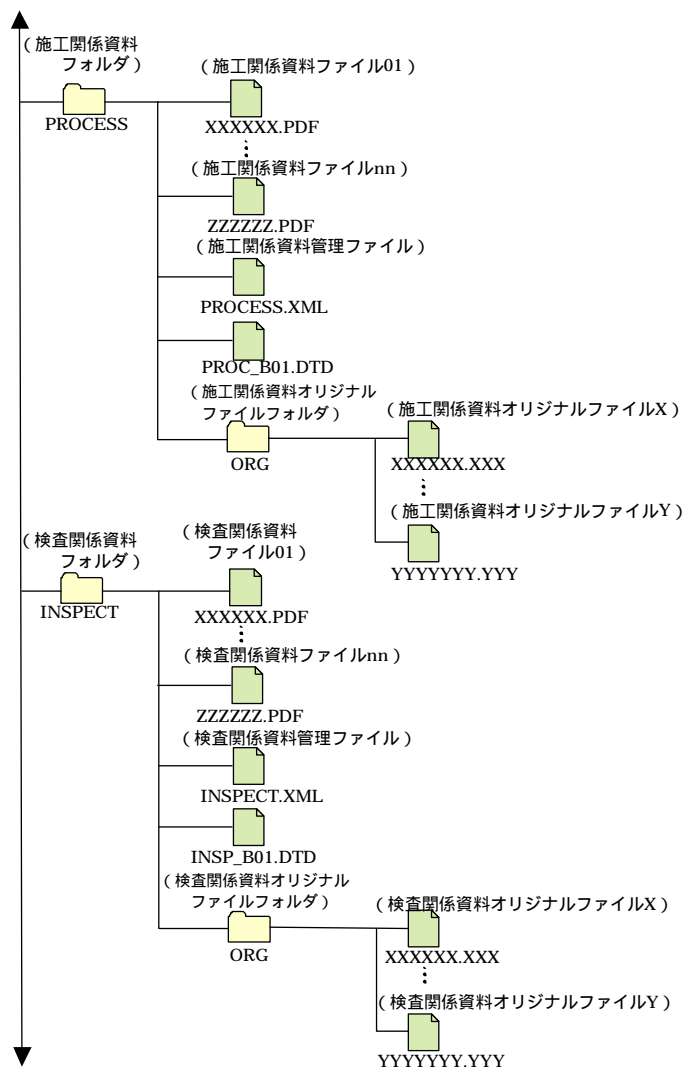 （施工関係資料
フォルダ）
PROCESS
（施工関係資料ファイル01）
XXXXXX.PDF
（施工関係資料ファイルnn）
ZZZZZZ.PDF
（施工関係資料管理ファイル）
PROCESS.XML
PROC_B01.DTD
（施工関係資料オリジナル
ファイルフォルダ）
ORG
（施工関係資料オリジナルファイルX）
XXXXXX.XXX
（施工関係資料オリジナルファイルY）
YYYYYYY.YYY
（検査関係資料
フォルダ）
INSPECT
（検査関係資料
ファイル01）
XXXXXX.PDF
（検査関係資料ファイルnn）
ZZZZZZ.PDF
（検査関係資料管理ファイル）
INSPECT.XML
INSP_B01.DTD
（検査関係資料オリジナル
ファイルフォルダ）
ORG
（検査関係資料オリジナルファイルX）
XXXXXX.XXX
（検査関係資料オリジナルファイルY）
YYYYYYY.YYY